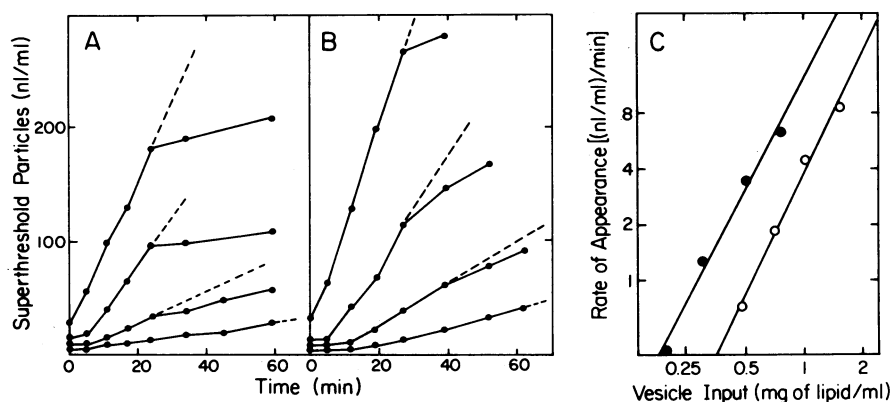 A
B
C
Superthreshold Particles (nl/ml)
200
100
0 20 40 60
0 20 40 60
Time (min)
Rate of Appearance [(nl/ml)/min]
8
4
2
1
0.25 0.5 1 2
Vesicle Input (mg of lipid/ml)